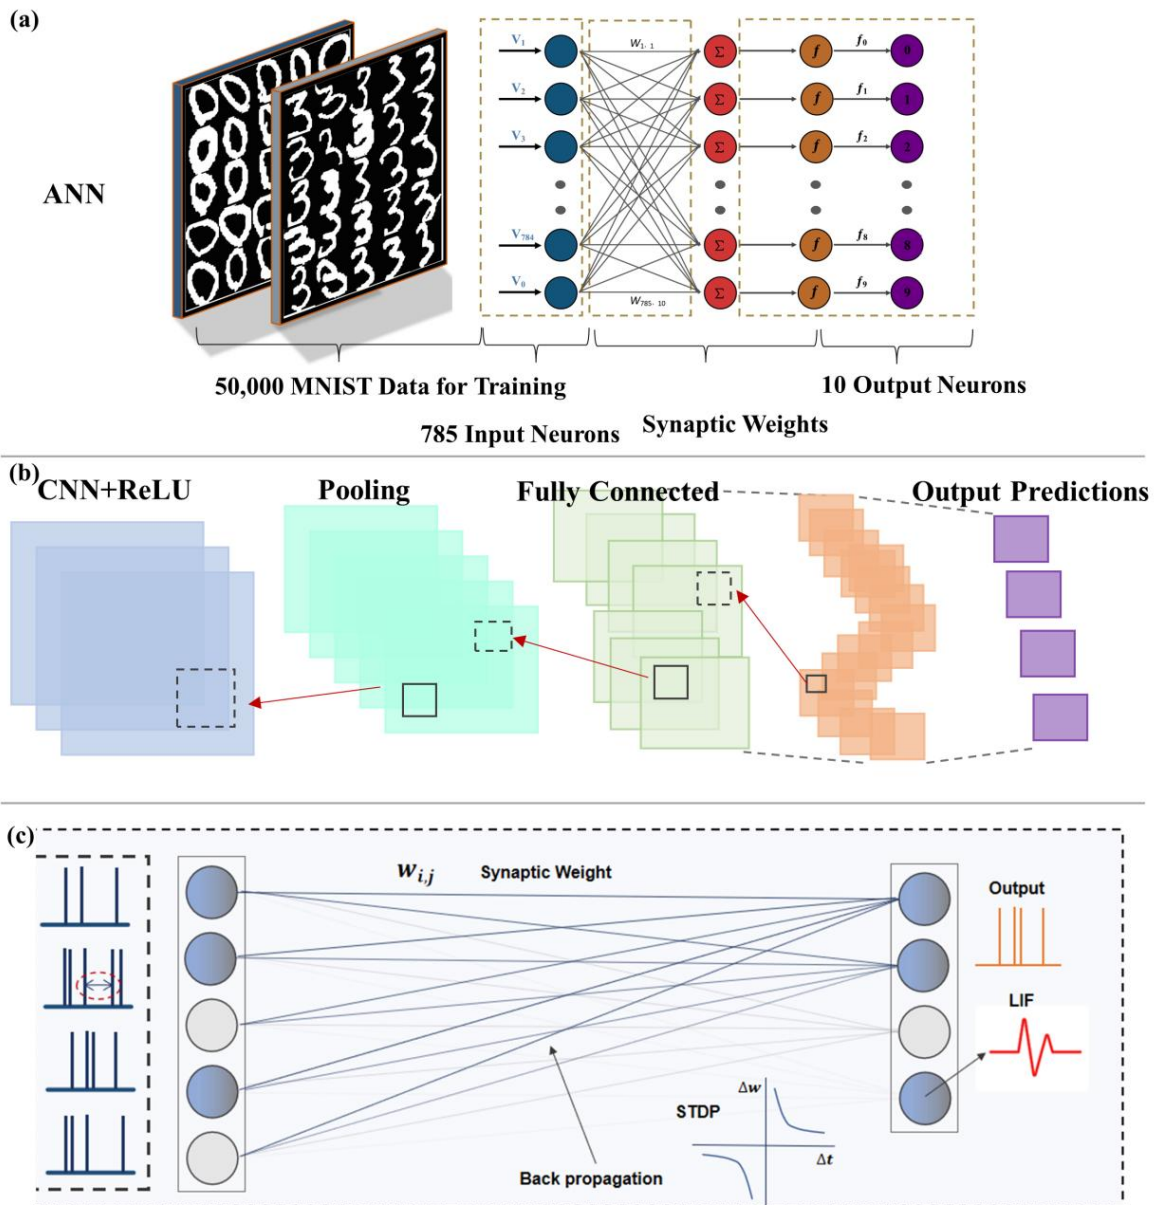 (a)
ANN
V1 W1- 1 Σ f f0 0
V2 Σ f f1 1
V3 Σ f f2 2
V784 Σ f f8 8
V0 W785- 10 Σ f f9 9
50,000 MNIST Data for Training
10 Output Neurons
785 Input Neurons
Synaptic Weights
(b)
CNN+ReLU
Pooling
Fully Connected
Output Predictions
(c)
wi,j Synaptic Weight
Output
LIF
STDP
Δw
Δt
Back propagation